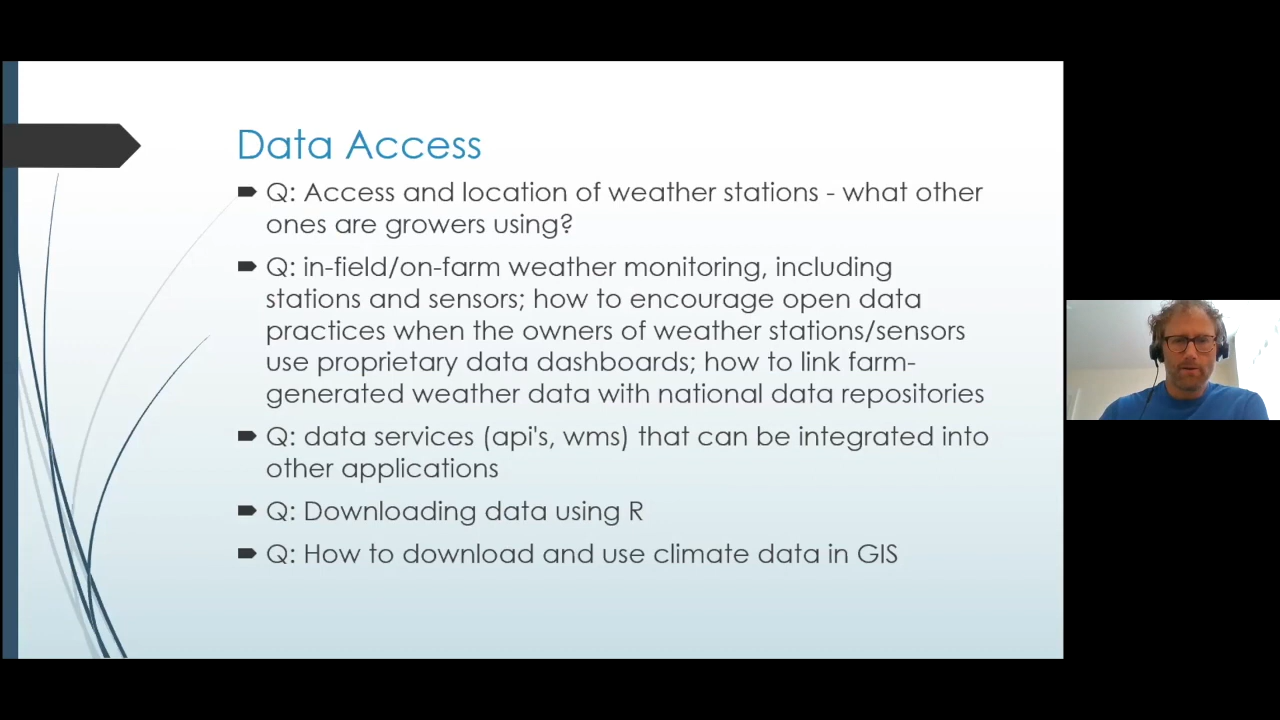 Data Access
Q: Access and location of weather stations - what other
ones are growers using?
Q: in-field/on-farm weather monitoring, including
stations and sensors; how to encourage open data
practices when the owners of weather stations/sensors
use proprietary data dashboards; how to link farm-
generated weather data with national data repositories
Q: data services (api's, wms) that can be integrated into
other applications
Q: Downloading data using R
Q: How to download and use climate data in GIS